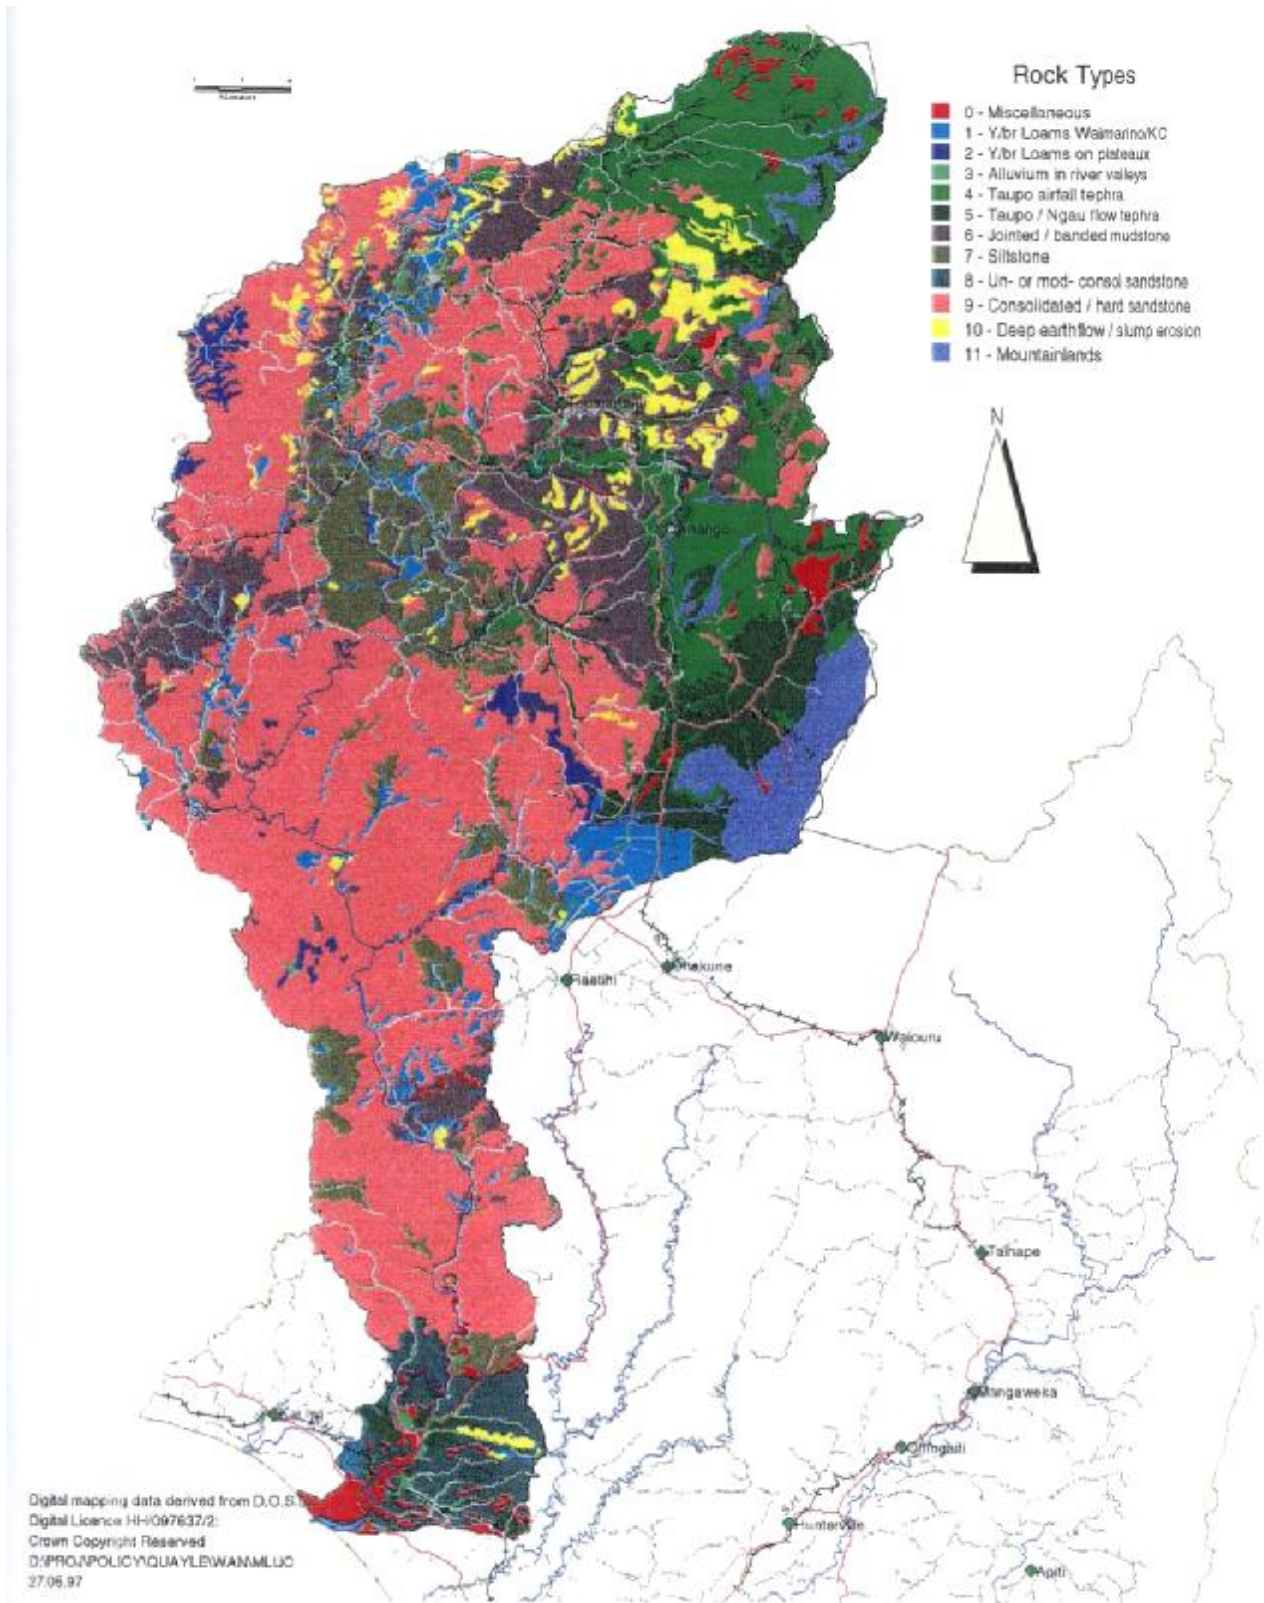 Rock Types
0 - Miscellaneous
1 - Y/br Loams Waimarino/KC
2 - Y/br Loams on plateaux
3 - Alluvium in river valleys
4 - Taupo airfall tephra
5 - Taupo / Ngau flow tephra
6 - Jointed / banded mudstone
7 - Siltstone
8 - Un- or mod- consol sandstone
9 - Consolidated / hard sandstone
10 - Deep earthflow / slump erosion
11 - Mountainlands
N
Raetihi
Ohakune
Waiouru
Taihape
Mangaweka
Ohingaiti
Hunterville
Apiti
Digital mapping data derived from D.O.S.
Digital Licence HH/097637/2:
Crown Copyright Reserved
D:\PROJ\POLICY\QUAYLE\WAN\MLUC
27.06.97